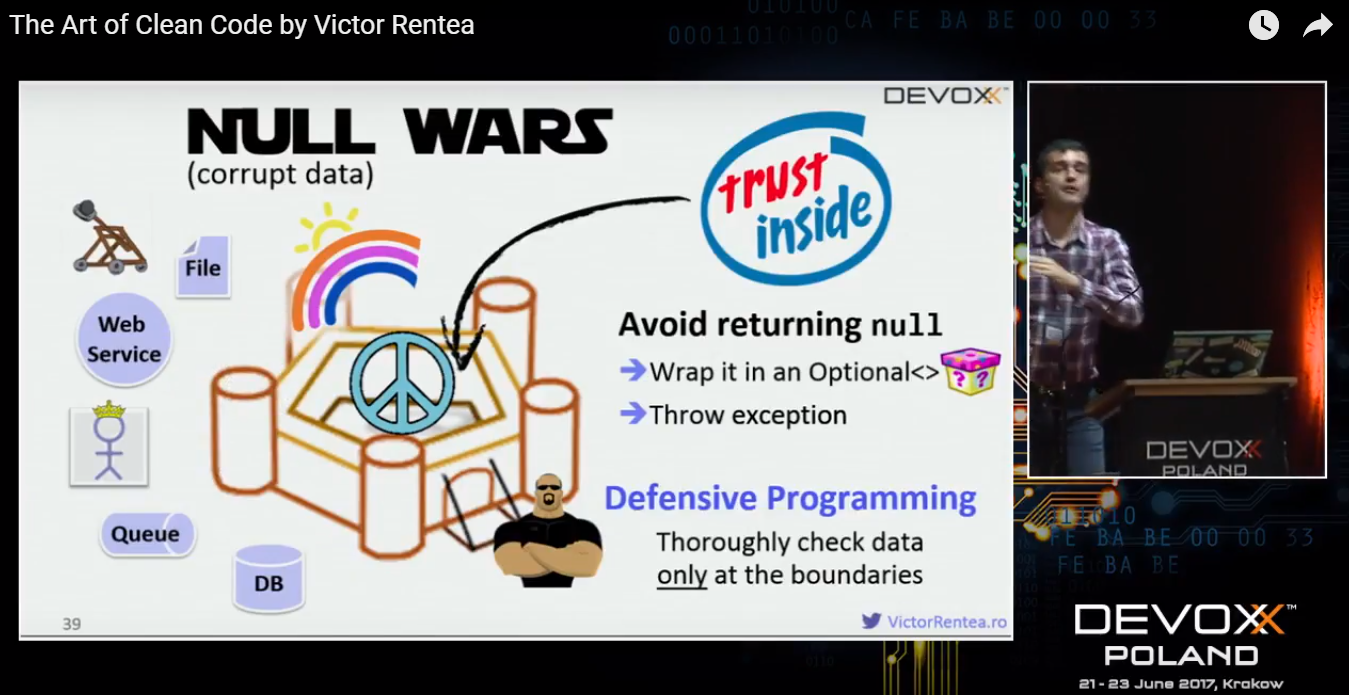 The Art of Clean Code by Victor Rentea
010100
CA FE BA BE 00 00 33
00011010100
DEVOXX™
NULL WARS
(corrupt data)
trust
inside
File
Web
Service
Queue
DB
Avoid returning null
Wrap it in an Optional<>
? ?
Throw exception
Defensive Programming
Thoroughly check data
only at the boundaries
39
VictorRentea.ro
DEVOXX
POLAND
011010
FE BA BE 00 00 33
FE BA BE
DEVOXX™
POLAND
21 - 23 June 2017, Krakow